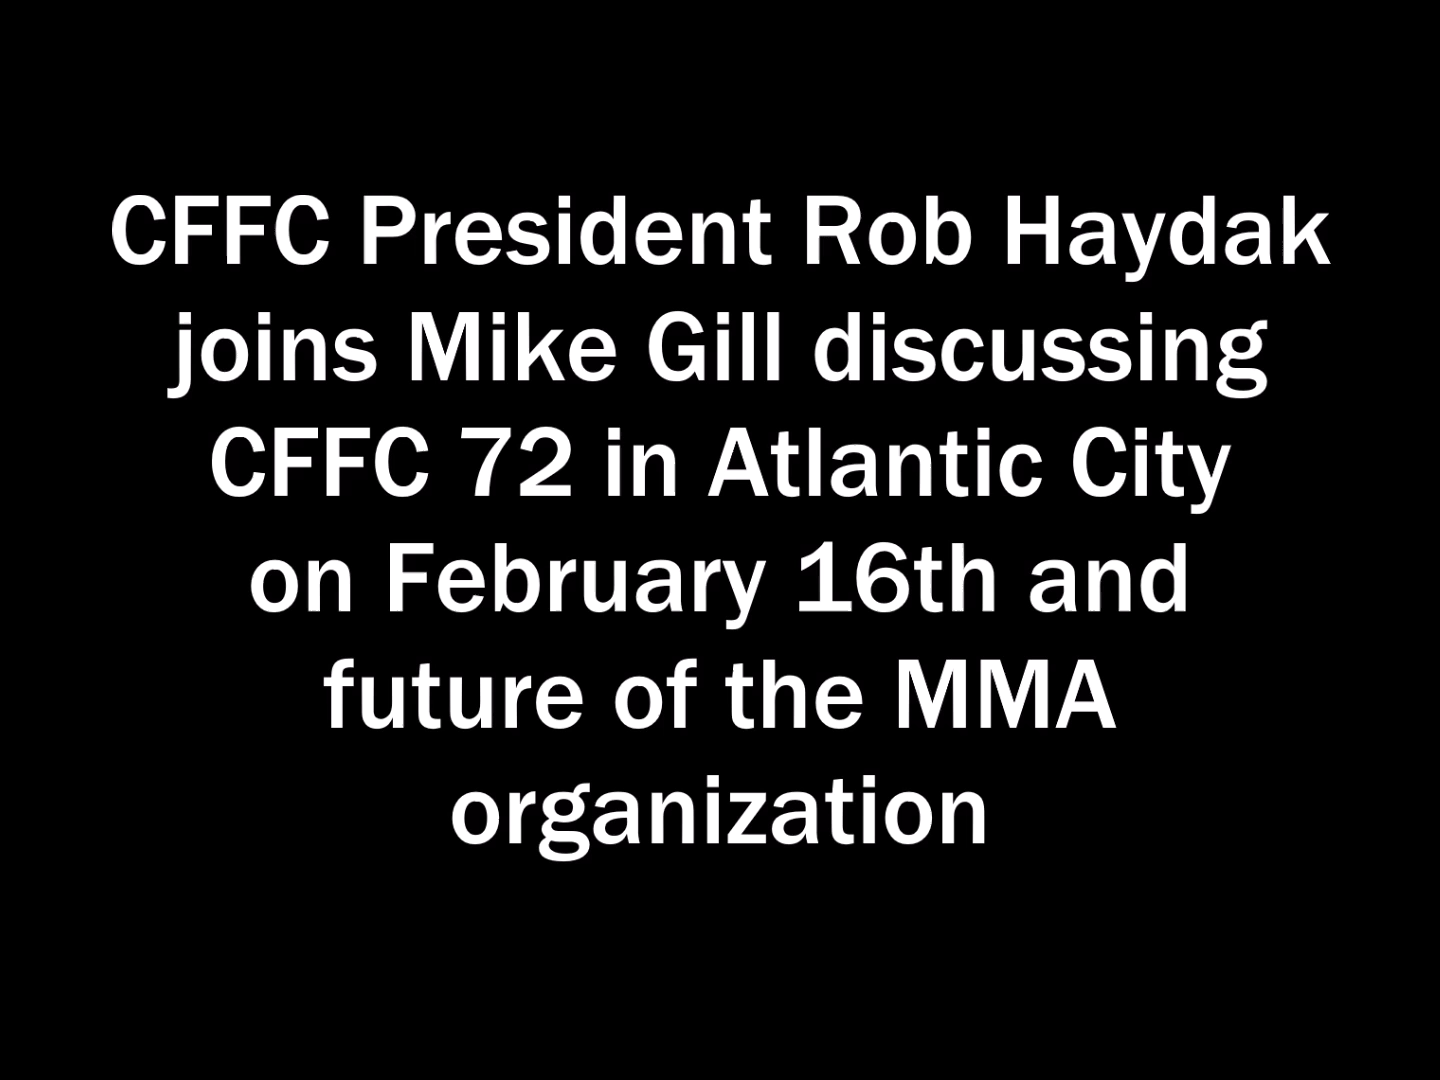 CFFC President Rob Haydak
joins Mike Gill discussing
CFFC 72 in Atlantic City
on February 16th and
future of the MMA
organization